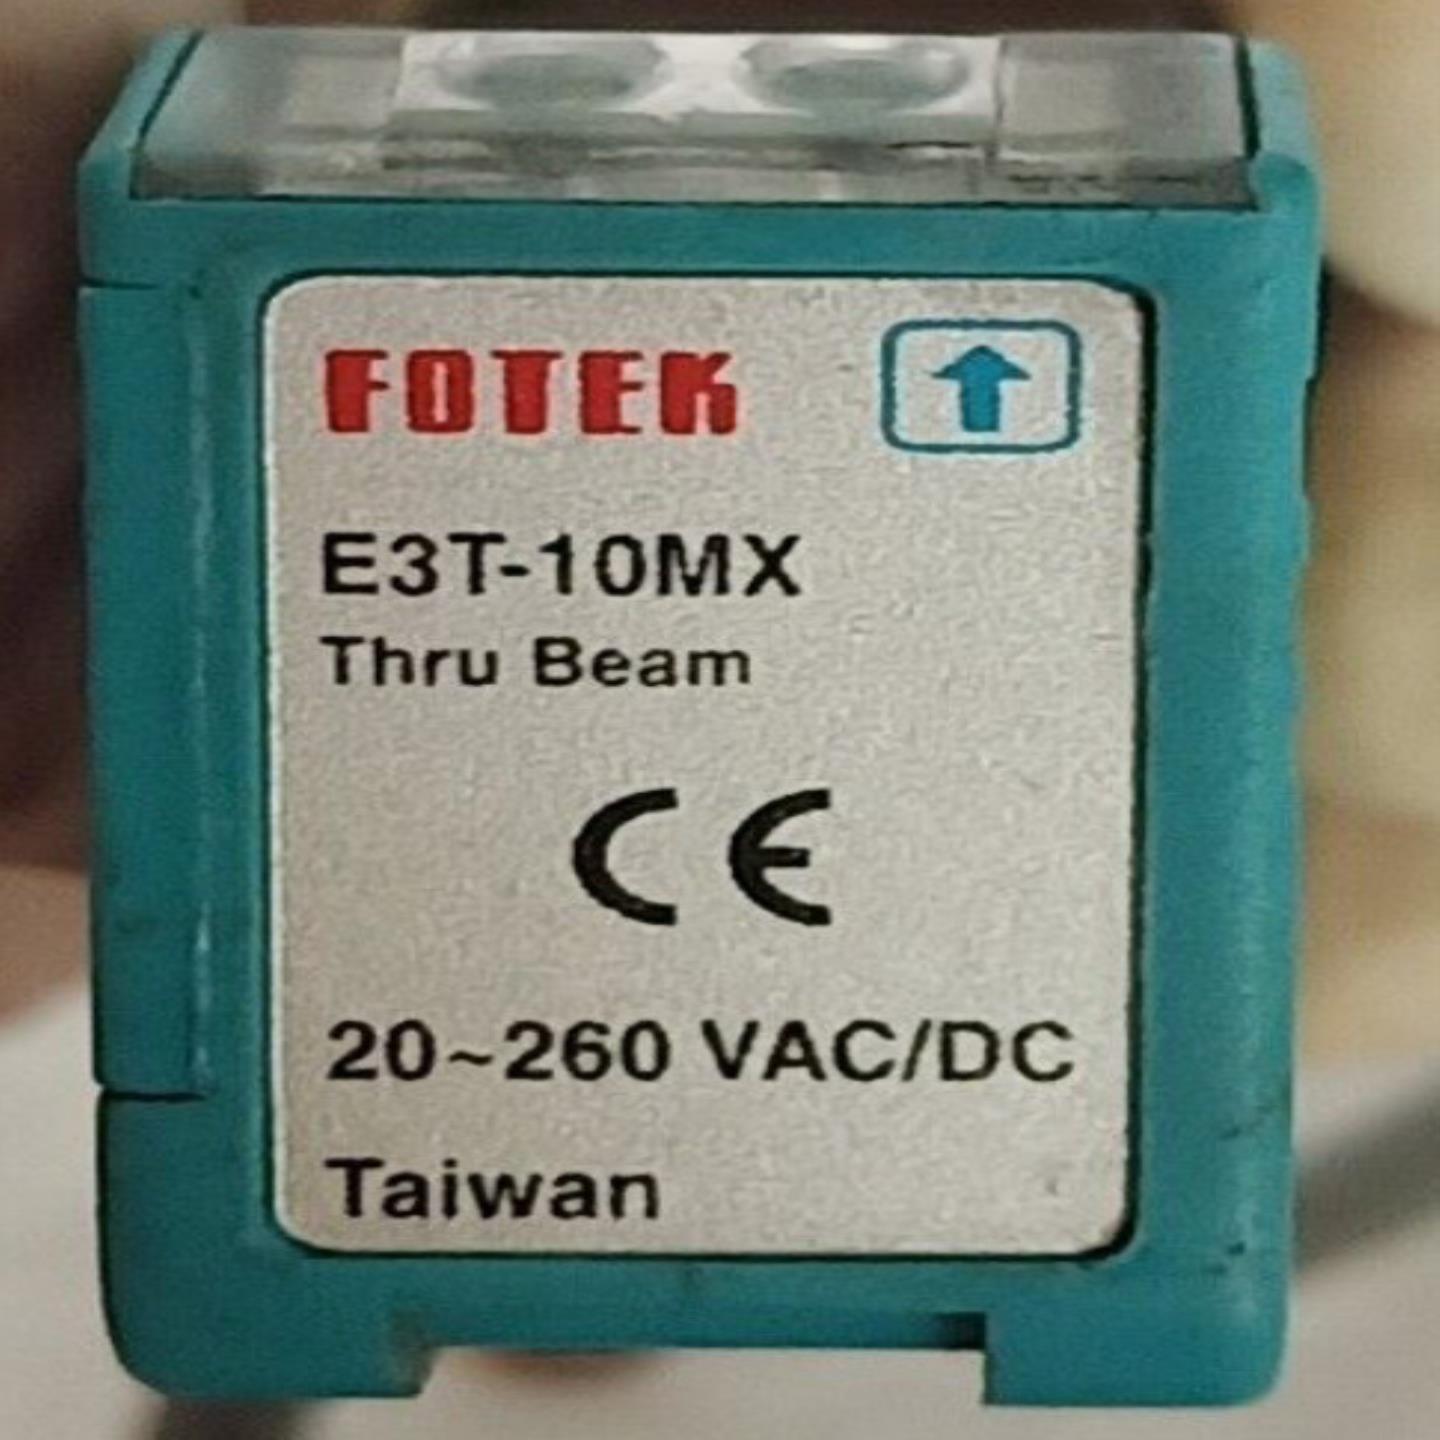 FOTEK
E3T-10MX
Thru Beam
CE
20~260 VAC/DC
Taiwan